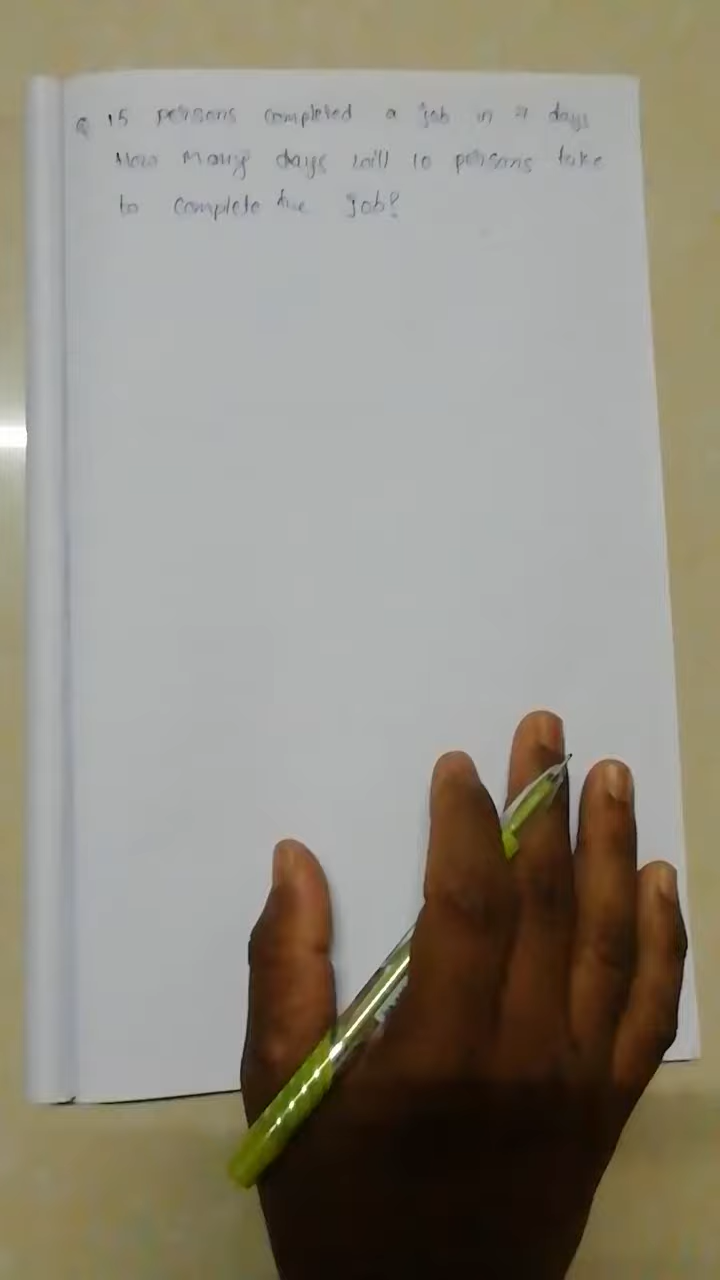 Q 15 persons completed a job in 4 days
How many days will 10 persons take
to complete the job?